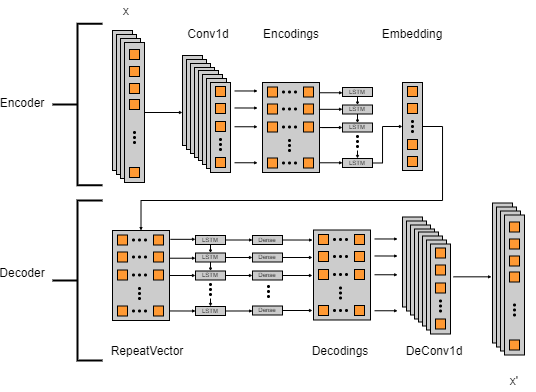 x
Conv1d Encodings Embedding
Encoder
LSTM
LSTM
LSTM
LSTM
Decoder
LSTM Dense
LSTM Dense
LSTM Dense
LSTM Dense
RepeatVector Decodings DeConv1d
x'